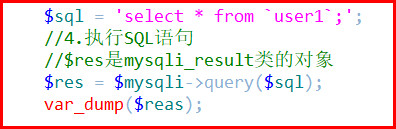 $sql = 'select * from `user1`;';
//4.执行SQL语句
//$res是mysqli_result类的对象
$res = $mysqli->query($sql);
var_dump($reas);